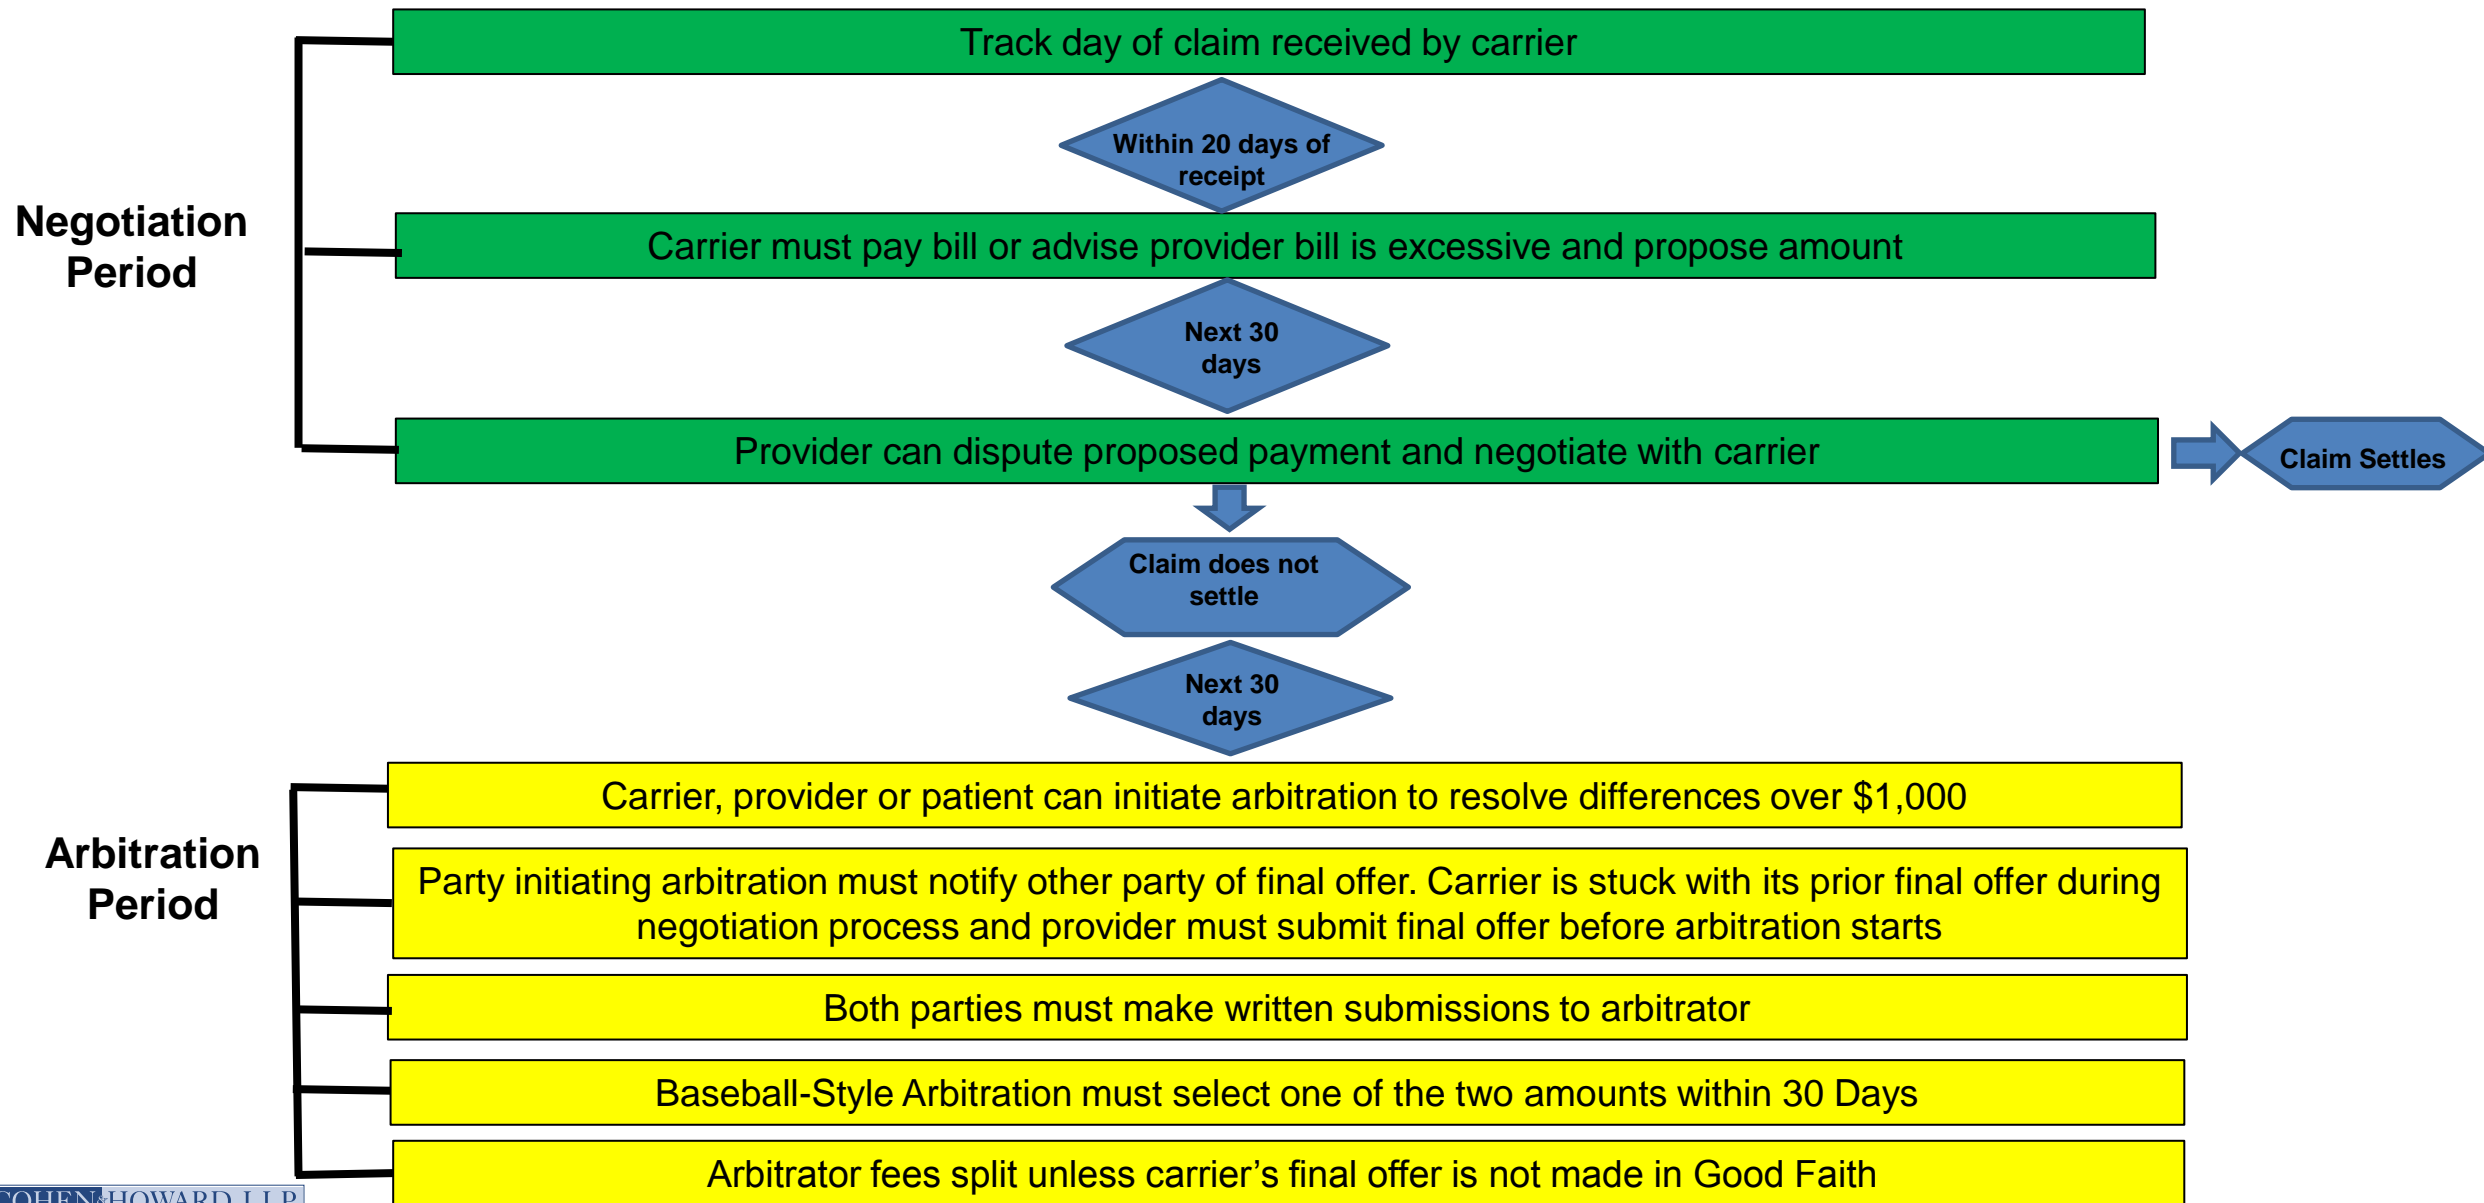 Track day of claim received by carrier
Within 20 days of
receipt
Negotiation
Period
Carrier must pay bill or advise provider bill is excessive and propose amount
Next 30
days
Provider can dispute proposed payment and negotiate with carrier
Claim Settles
Claim does not
settle
Next 30
days
Carrier, provider or patient can initiate arbitration to resolve differences over $1,000
Arbitration
Period
Party initiating arbitration must notify other party of final offer. Carrier is stuck with its prior final offer during
negotiation process and provider must submit final offer before arbitration starts
Both parties must make written submissions to arbitrator
Baseball-Style Arbitration must select one of the two amounts within 30 Days
Arbitrator fees split unless carrier’s final offer is not made in Good Faith
COHEN&HOWARD, L.L.P.